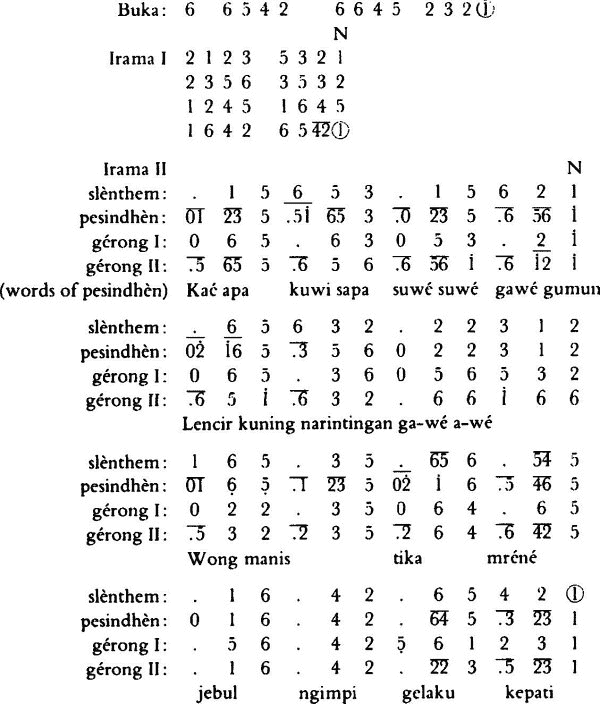 Buka: 6 6 5 4 2 6 6 4 5 2 3 2 ①
N
Irama I 2 1 2 3 5 3 2 1
2 3 5 6 3 5 3 2
1 2 4 5 1 6 4 5
1 6 4 2 6 5 4̅2̅ ①
Irama II N
slènthem: . 1 5 6 5 3 . 1 5 6 2 1
pesindhèn: 0̅1̅ 2̅3̅ 5 .̅5̅1̇̅ 6̅5̅ 3 .̅0̅ 2̅3̅ 5 .̅6̅ 5̅6̅ 1̇
gérong I: 0 6 5 . 6 3 0 5 3 . 2̇ 1̇
gérong II: .̅5̅ 6̅5̅ 5 .̅6̅ 5 6 .̅6̅ 5̅6̅ 1̇ .̅6̅ 1̇̅2̅ 1̇
(words of pesindhèn) Kaé apa kuwi sapa suwé suwé gawé gumun
slènthem: . 6 5 6 3 2 . 2 2 3 1 2
pesindhèn: 0̅2̇̅ 1̇̅6̅ 5 .̅3̅ 5 6 0 2 2 3 1 2
gérong I: 0 6 5 . 3 6 0 5 6 5 3 2
gérong II: .̅6̅ 5 1̇ .̅6̅ 3 2 . 6 6 1̇ 6 6
Lencir kuning narintingan ga-wé a-wé
slènthem: 1 6 5 . 3 5 . 6̅5̅ 6 . 5̅4̅ 5
pesindhèn: 0̅1̅ 6̣ 5̣ .̅1̅ 2̅3̅ 5 0̅2̇̅ 1̇ 6 .̅5̅ 4̅6̅ 5
gérong I: 0 2 2 . 3 5 0 6 4 . 6 5
gérong II: .̅5̅ 3 2 .̅2̅ 3 5 .̅2̅ 6 4 .̅6̅ 4̅2̅ 5
Wong manis tika mréné
slènthem: . 1 6 . 4 2 . 6 5 4 2 ①
pesindhèn: 0 1 6 . 4 2 . 6̅4̅ 5 .̅3̅ 2̅3̅ 1
gérong I: . 5 6 . 4 2 5̣ 6 1 2 3 1
gérong II: . 1 6 . 4 2 . 2̅2̅ 3 .̅5̅ 2̅3̅ 1
jebul ngimpi gelaku kepati